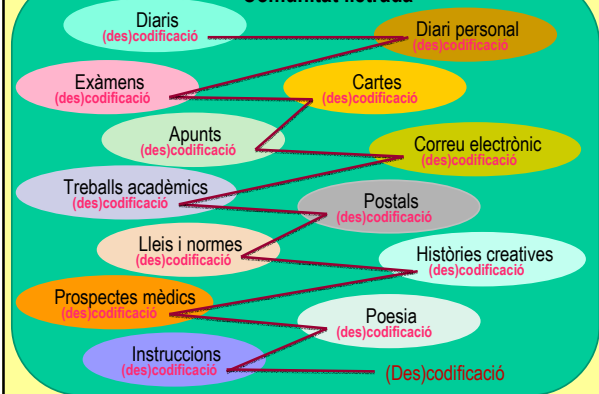 Diaris
(des)codificació
Diari personal
(des)codificació
Exàmens
(des)codificació
Cartes
(des)codificació
Apunts
(des)codificació
Correu electrònic
(des)codificació
Treballs acadèmics
(des)codificació
Postals
(des)codificació
Lleis i normes
(des)codificació
Històries creatives
(des)codificació
Prospectes mèdics
(des)codificació
Poesia
(des)codificació
Instruccions
(des)codificació
(Des)codificació